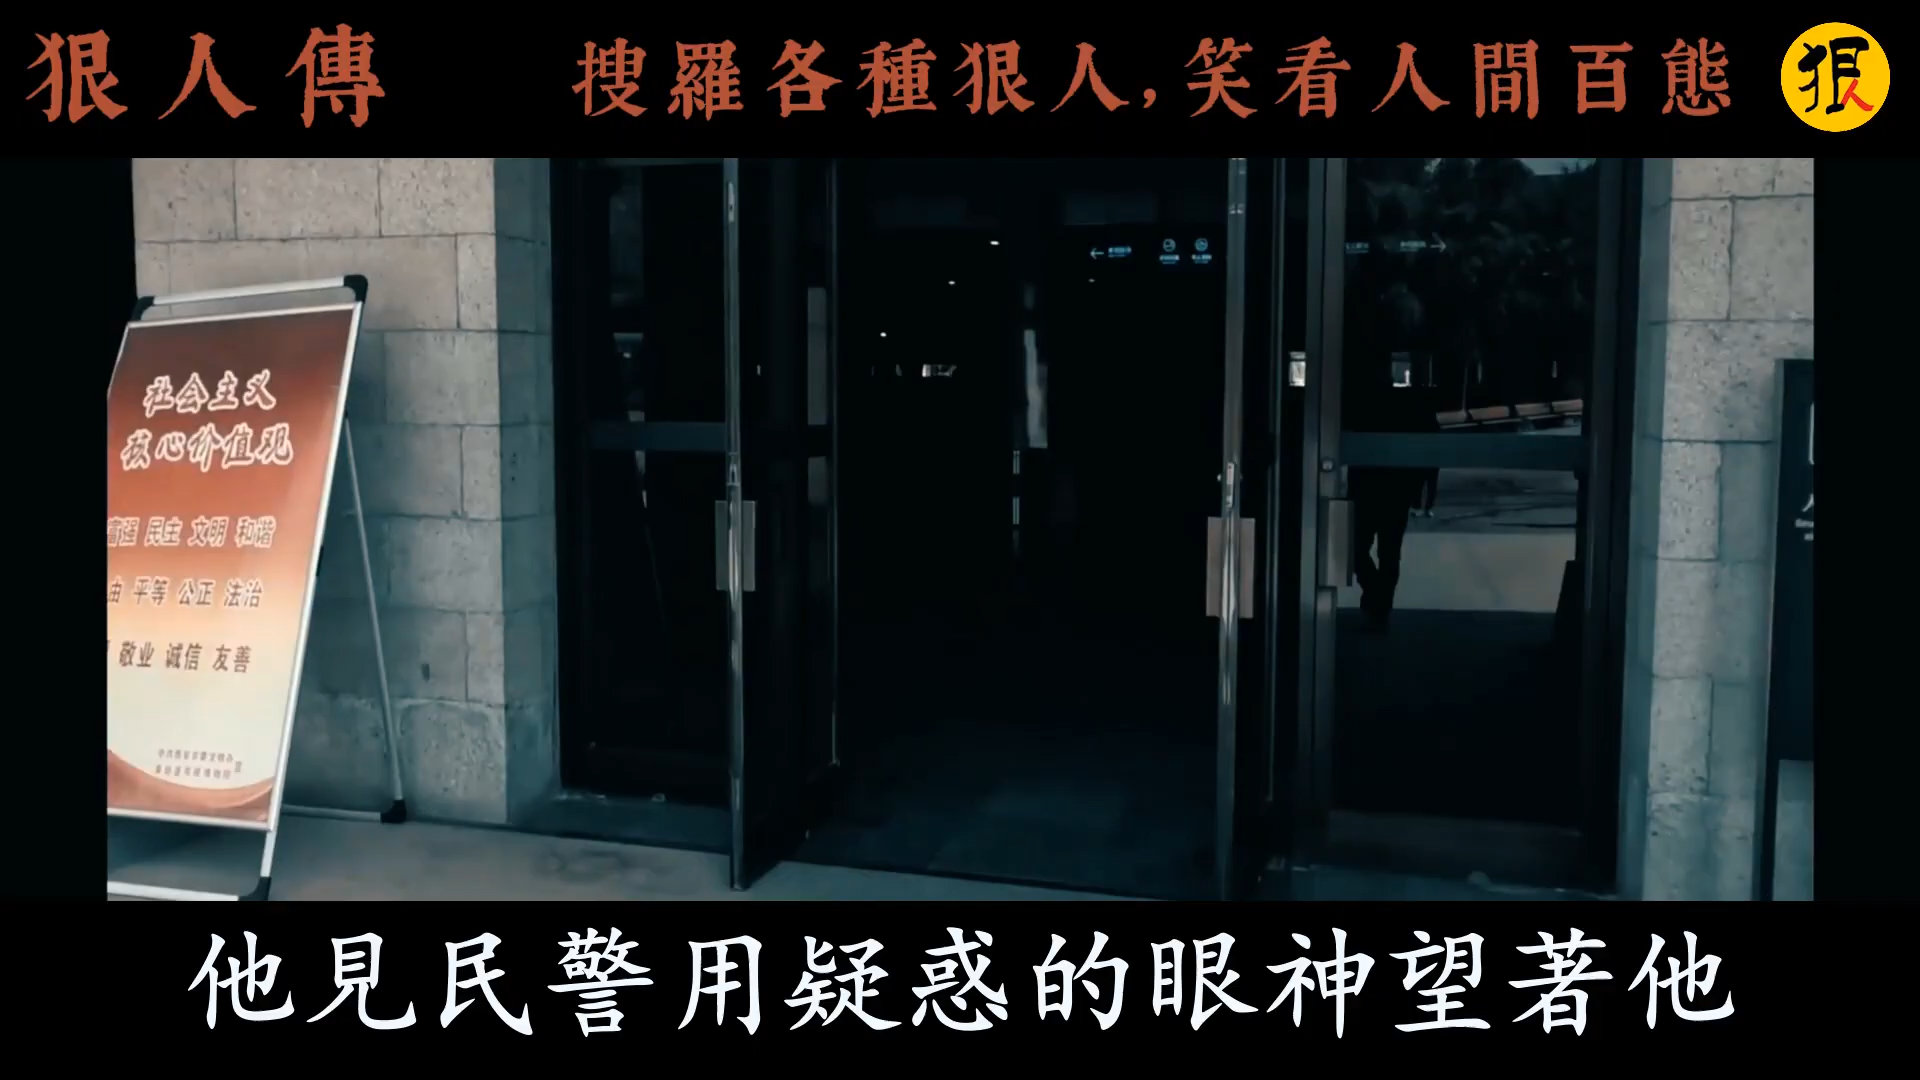 狠人傳
搜羅各種狠人,笑看人間百態
狠人
社会主义
核心价值观
富强 民主 文明 和谐
由 平等 公正 法治
敬业 诚信 友善
他見民警用疑惑的眼神望著他